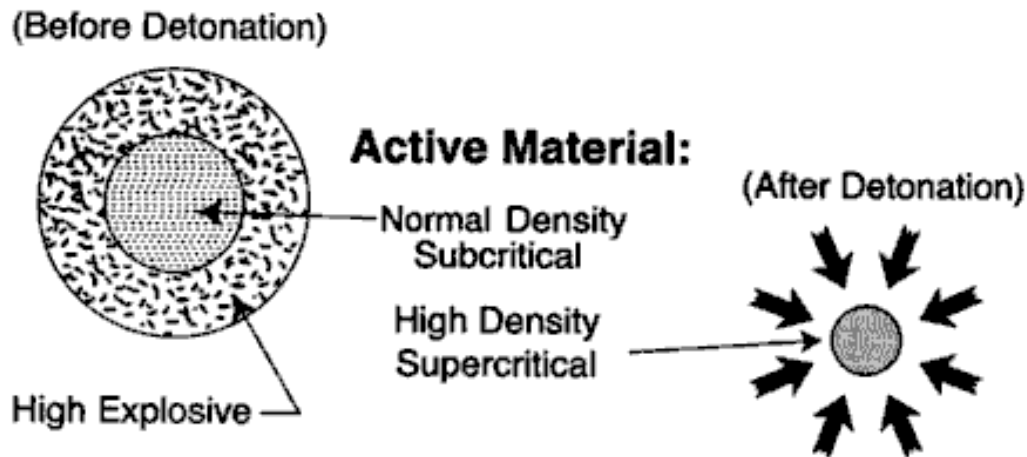 (Before Detonation)
Active Material:
(After Detonation)
Normal Density
Subcritical
High Density
Supercritical
High Explosive